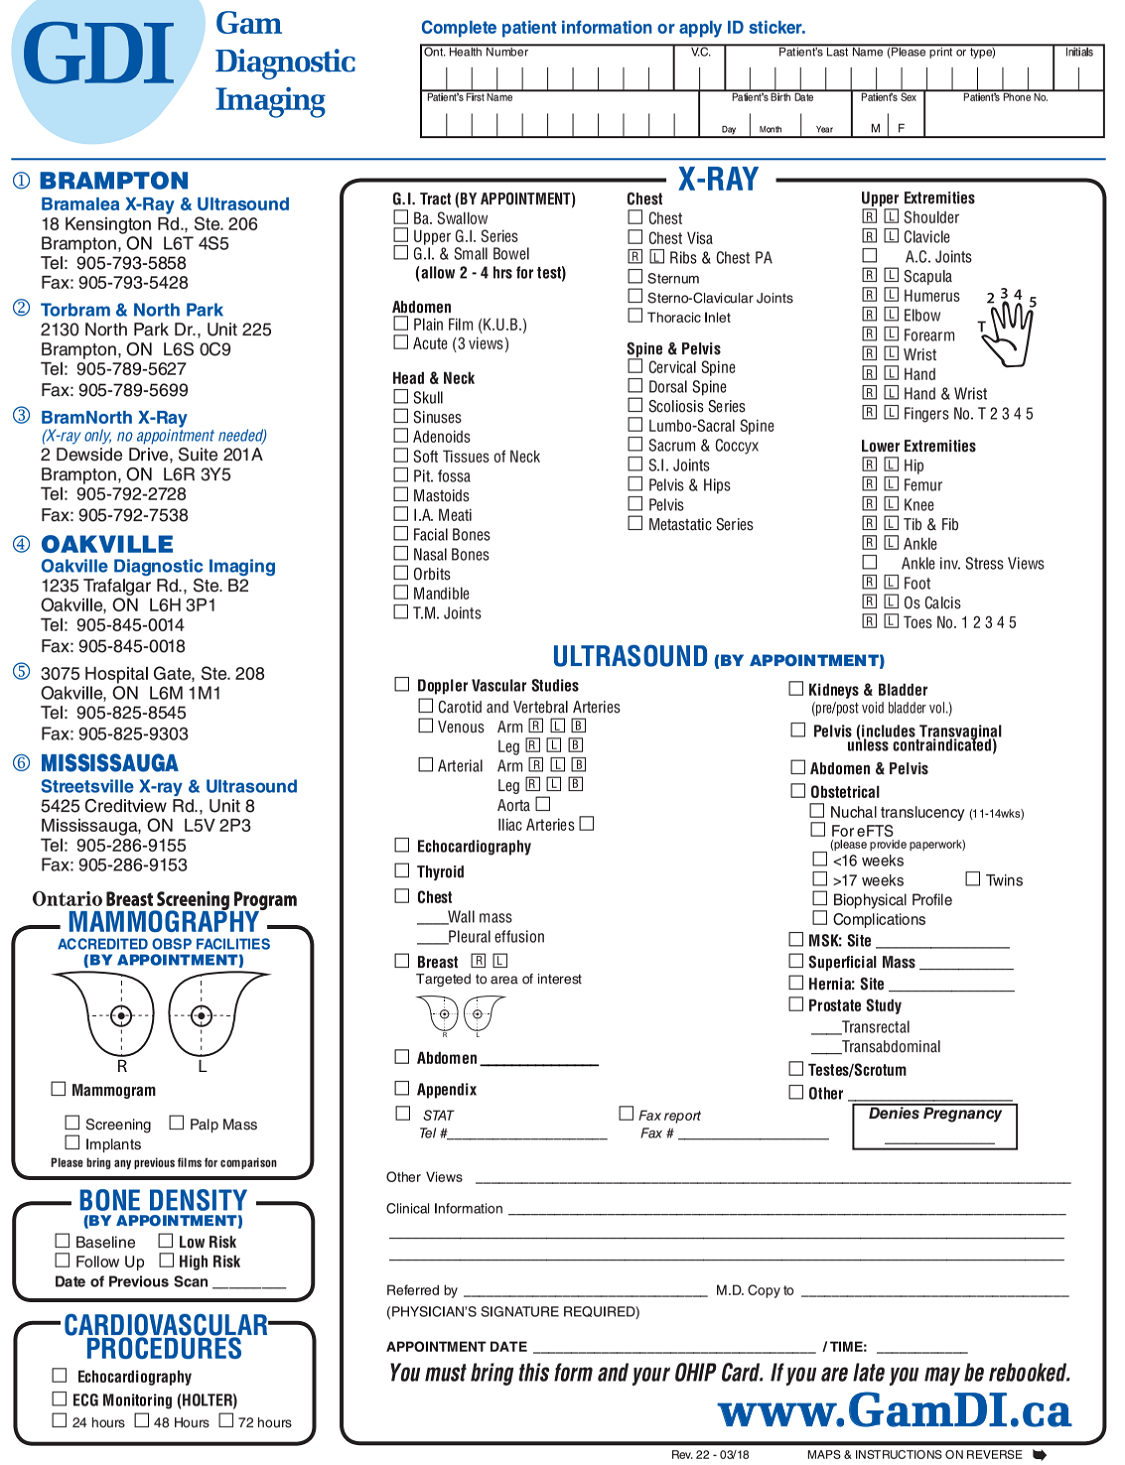 GDI
Gam
Diagnostic
Imaging
Complete patient information or apply ID sticker.
Ont. Health Number V.C. Patient's Last Name (Please print or type) Initials
Patient's First Name Patient's Birth Date Patient's Sex Patient's Phone No.
Day Month Year M F
① BRAMPTON
Bramalea X-Ray & Ultrasound
18 Kensington Rd., Ste. 206
Brampton, ON L6T 4S5
Tel: 905-793-5858
Fax: 905-793-5428
② Torbram & North Park
2130 North Park Dr., Unit 225
Brampton, ON L6S 0C9
Tel: 905-789-5627
Fax: 905-789-5699
③ BramNorth X-Ray
(X-ray only, no appointment needed)
2 Dewside Drive, Suite 201A
Brampton, ON L6R 3Y5
Tel: 905-792-2728
Fax: 905-792-7538
④ OAKVILLE
Oakville Diagnostic Imaging
1235 Trafalgar Rd., Ste. B2
Oakville, ON L6H 3P1
Tel: 905-845-0014
Fax: 905-845-0018
⑤ 3075 Hospital Gate, Ste. 208
Oakville, ON L6M 1M1
Tel: 905-825-8545
Fax: 905-825-9303
⑥ MISSISSAUGA
Streetsville X-ray & Ultrasound
5425 Creditview Rd., Unit 8
Mississauga, ON L5V 2P3
Tel: 905-286-9155
Fax: 905-286-9153
Ontario Breast Screening Program
MAMMOGRAPHY
ACCREDITED OBSP FACILITIES
(BY APPOINTMENT)
R L
Mammogram
Screening Palp Mass
Implants
Please bring any previous films for comparison
BONE DENSITY
(BY APPOINTMENT)
Baseline Low Risk
Follow Up High Risk
Date of Previous Scan _________
CARDIOVASCULAR
PROCEDURES
Echocardiography
ECG Monitoring (HOLTER)
24 hours 48 Hours 72 hours
X-RAY
G.I. Tract (BY APPOINTMENT)
Ba. Swallow
Upper G.I. Series
G.I. & Small Bowel
(allow 2 - 4 hrs for test)
Abdomen
Plain Film (K.U.B.)
Acute (3 views)
Head & Neck
Skull
Sinuses
Adenoids
Soft Tissues of Neck
Pit. fossa
Mastoids
I.A. Meati
Facial Bones
Nasal Bones
Orbits
Mandible
T.M. Joints
Chest
Chest
Chest Visa
R L Ribs & Chest PA
Sternum
Sterno-Clavicular Joints
Thoracic Inlet
Spine & Pelvis
Cervical Spine
Dorsal Spine
Scoliosis Series
Lumbo-Sacral Spine
Sacrum & Coccyx
S.I. Joints
Pelvis & Hips
Pelvis
Metastatic Series
Upper Extremities
R L Shoulder
R L Clavicle
A.C. Joints
R L Scapula
R L Humerus
R L Elbow
R L Forearm
R L Wrist
R L Hand
R L Hand & Wrist
R L Fingers No. T 2 3 4 5
T 2 3 4 5
Lower Extremities
R L Hip
R L Femur
R L Knee
R L Tib & Fib
R L Ankle
Ankle inv. Stress Views
R L Foot
R L Os Calcis
R L Toes No. 1 2 3 4 5
ULTRASOUND (BY APPOINTMENT)
Doppler Vascular Studies
Carotid and Vertebral Arteries
Venous Arm R L B
Leg R L B
Arterial Arm R L B
Leg R L B
Aorta
Iliac Arteries
Echocardiography
Thyroid
Chest
____Wall mass
____Pleural effusion
Breast R L
Targeted to area of interest
R L
Abdomen ______________
Appendix
STAT
Tel #_____________________
Fax report
Fax # ____________________
Kidneys & Bladder
(pre/post void bladder vol.)
Pelvis (includes Transvaginal
unless contraindicated)
Abdomen & Pelvis
Obstetrical
Nuchal translucency (11-14wks)
For eFTS
(please provide paperwork)
<16 weeks
>17 weeks Twins
Biophysical Profile
Complications
MSK: Site _________________
Superficial Mass ____________
Hernia: Site ________________
Prostate Study
____Transrectal
____Transabdominal
Testes/Scrotum
Other _____________________
Denies Pregnancy
______________
Other Views ____________________
Clinical Information ____________________
Referred by ____________________ M.D. Copy to ____________________
(PHYSICIAN'S SIGNATURE REQUIRED)
APPOINTMENT DATE ____________________ / TIME: ____________
You must bring this form and your OHIP Card. If you are late you may be rebooked.
www.GamDI.ca
Rev. 22 - 03/18 MAPS & INSTRUCTIONS ON REVERSE